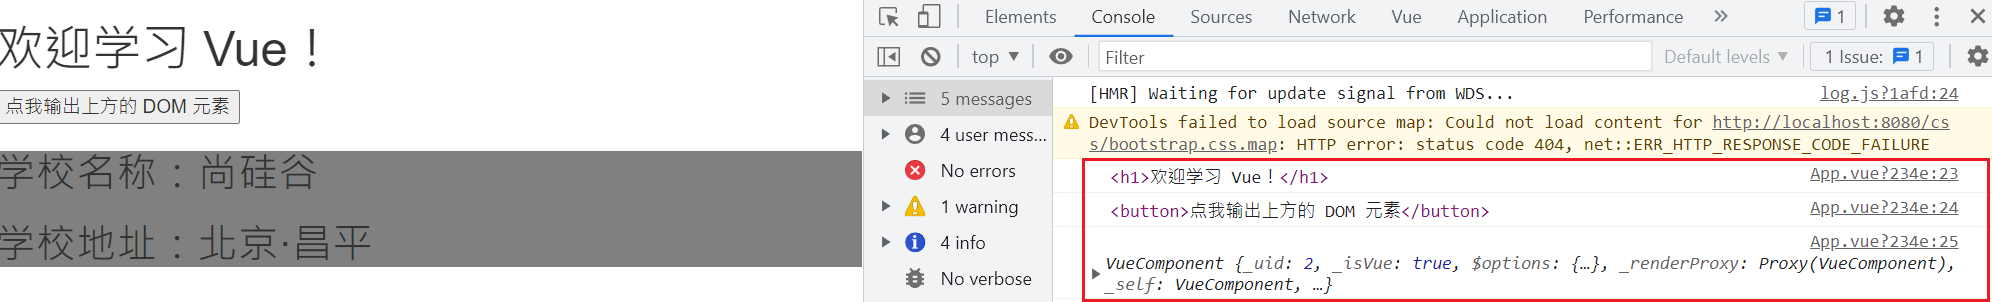 欢迎学习 Vue！
点我输出上方的 DOM 元素
学校名称：尚硅谷
学校地址：北京·昌平
Elements Console Sources Network Vue Application Performance » 1
top ▼ Filter Default levels ▼ 1 Issue: 1
5 messages
4 user mess...
No errors
1 warning
4 info
No verbose
[HMR] Waiting for update signal from WDS... log.js?1afd:24
DevTools failed to load source map: Could not load content for http://localhost:8080/cs
s/bootstrap.css.map: HTTP error: status code 404, net::ERR_HTTP_RESPONSE_CODE_FAILURE
<h1>欢迎学习 Vue！</h1> App.vue?234e:23
<button>点我输出上方的 DOM 元素</button> App.vue?234e:24
App.vue?234e:25
VueComponent {_uid: 2, _isVue: true, $options: {…}, _renderProxy: Proxy(VueComponent),
_self: VueComponent, …}